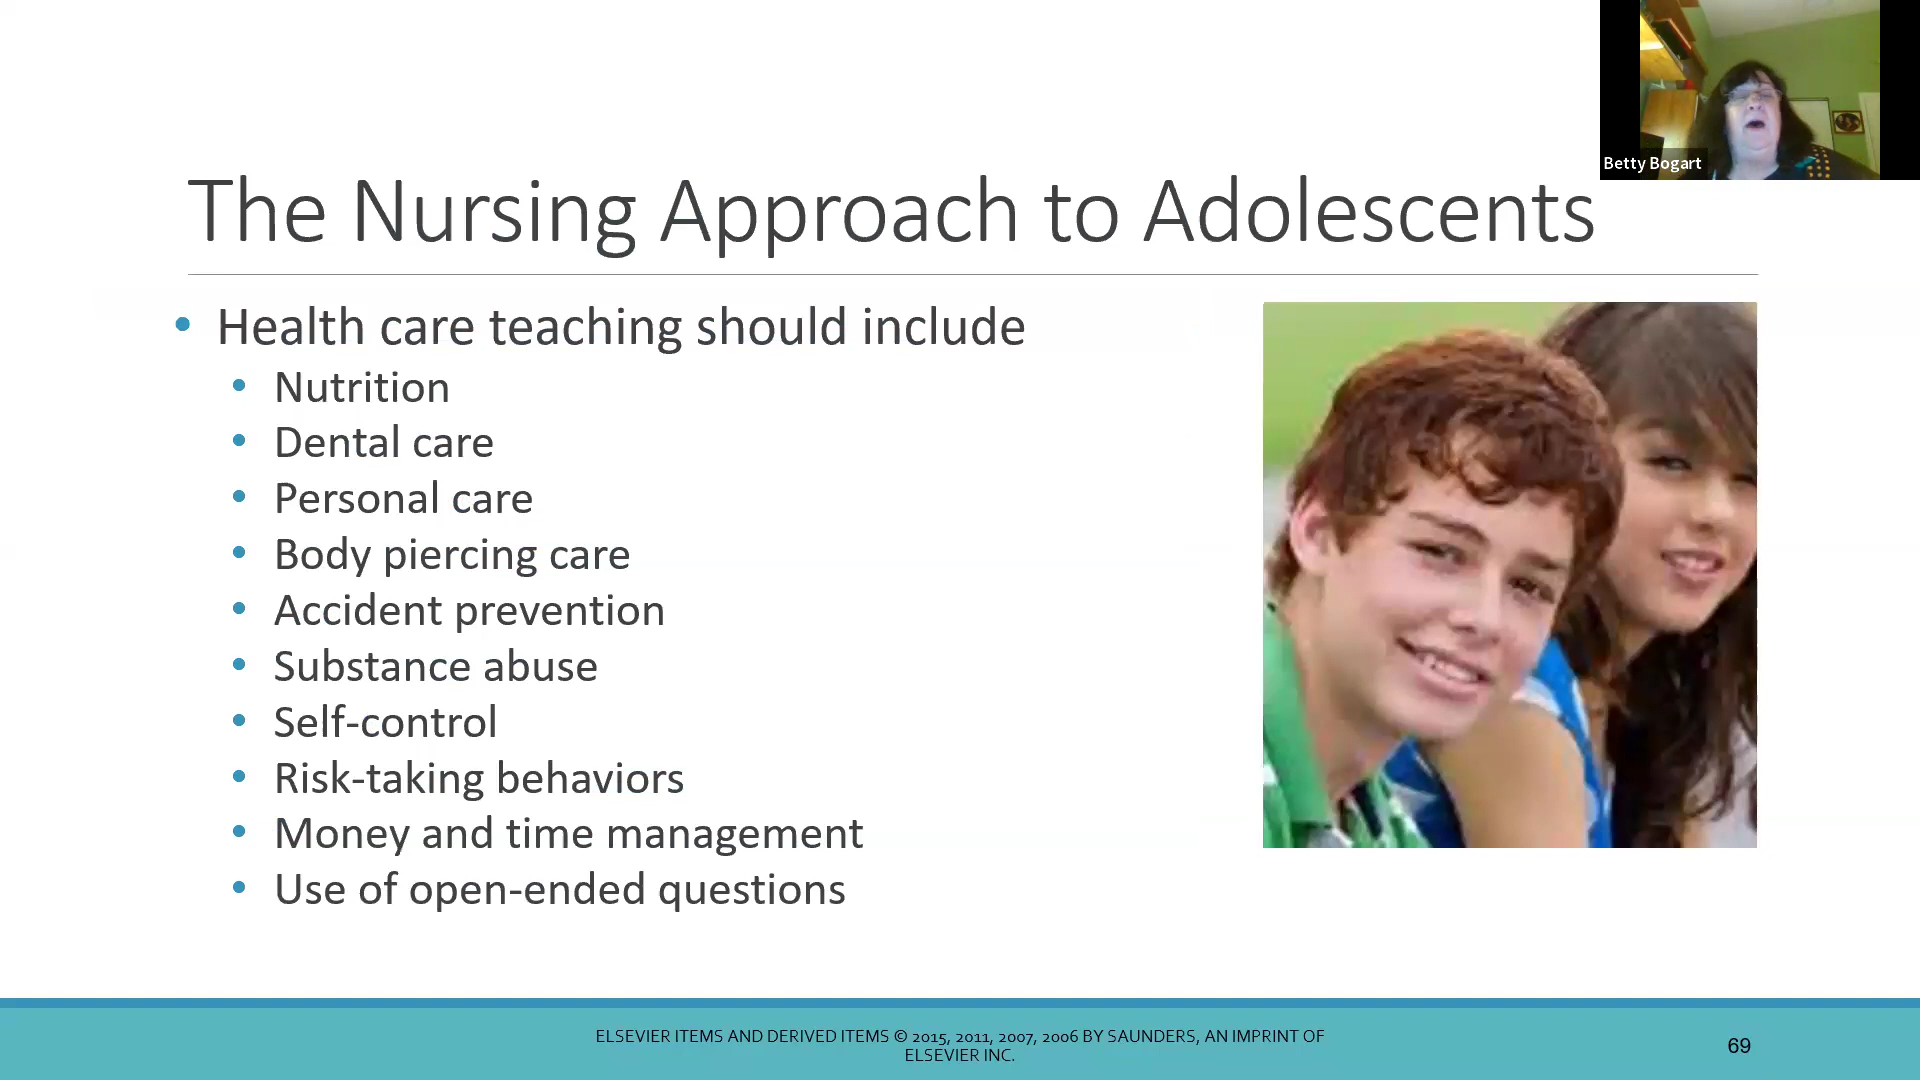 Betty Bogart
The Nursing Approach to Adolescents
• Health care teaching should include
• Nutrition
• Dental care
• Personal care
• Body piercing care
• Accident prevention
• Substance abuse
• Self-control
• Risk-taking behaviors
• Money and time management
• Use of open-ended questions
ELSEVIER ITEMS AND DERIVED ITEMS © 2015, 2011, 2007, 2006 BY SAUNDERS, AN IMPRINT OF
ELSEVIER INC.
69